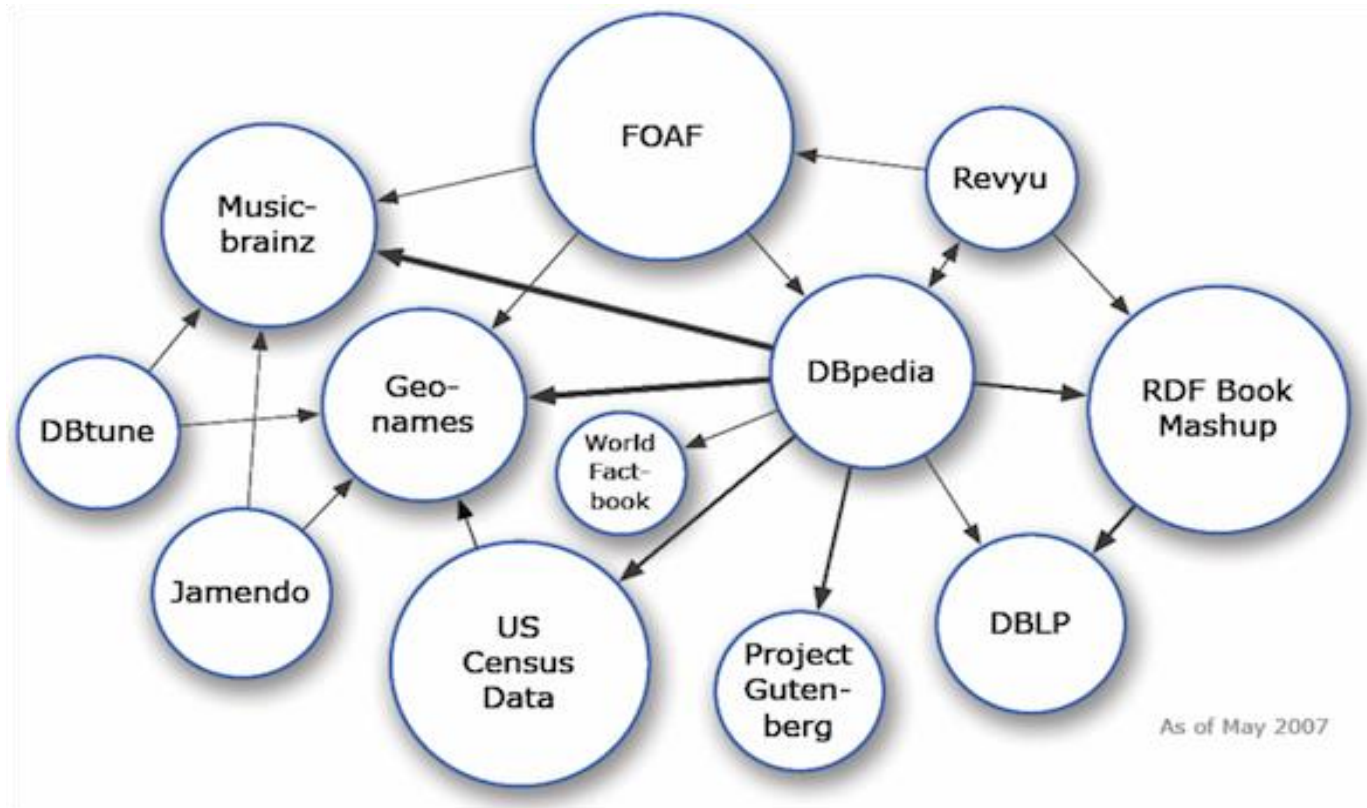 FOAF
Revyu
Music-
brainz
DBpedia
Geo-
names
RDF Book
Mashup
DBtune
World
Fact-
book
Jamendo
US
Census
Data
Project
Guten-
berg
DBLP
As of May 2007